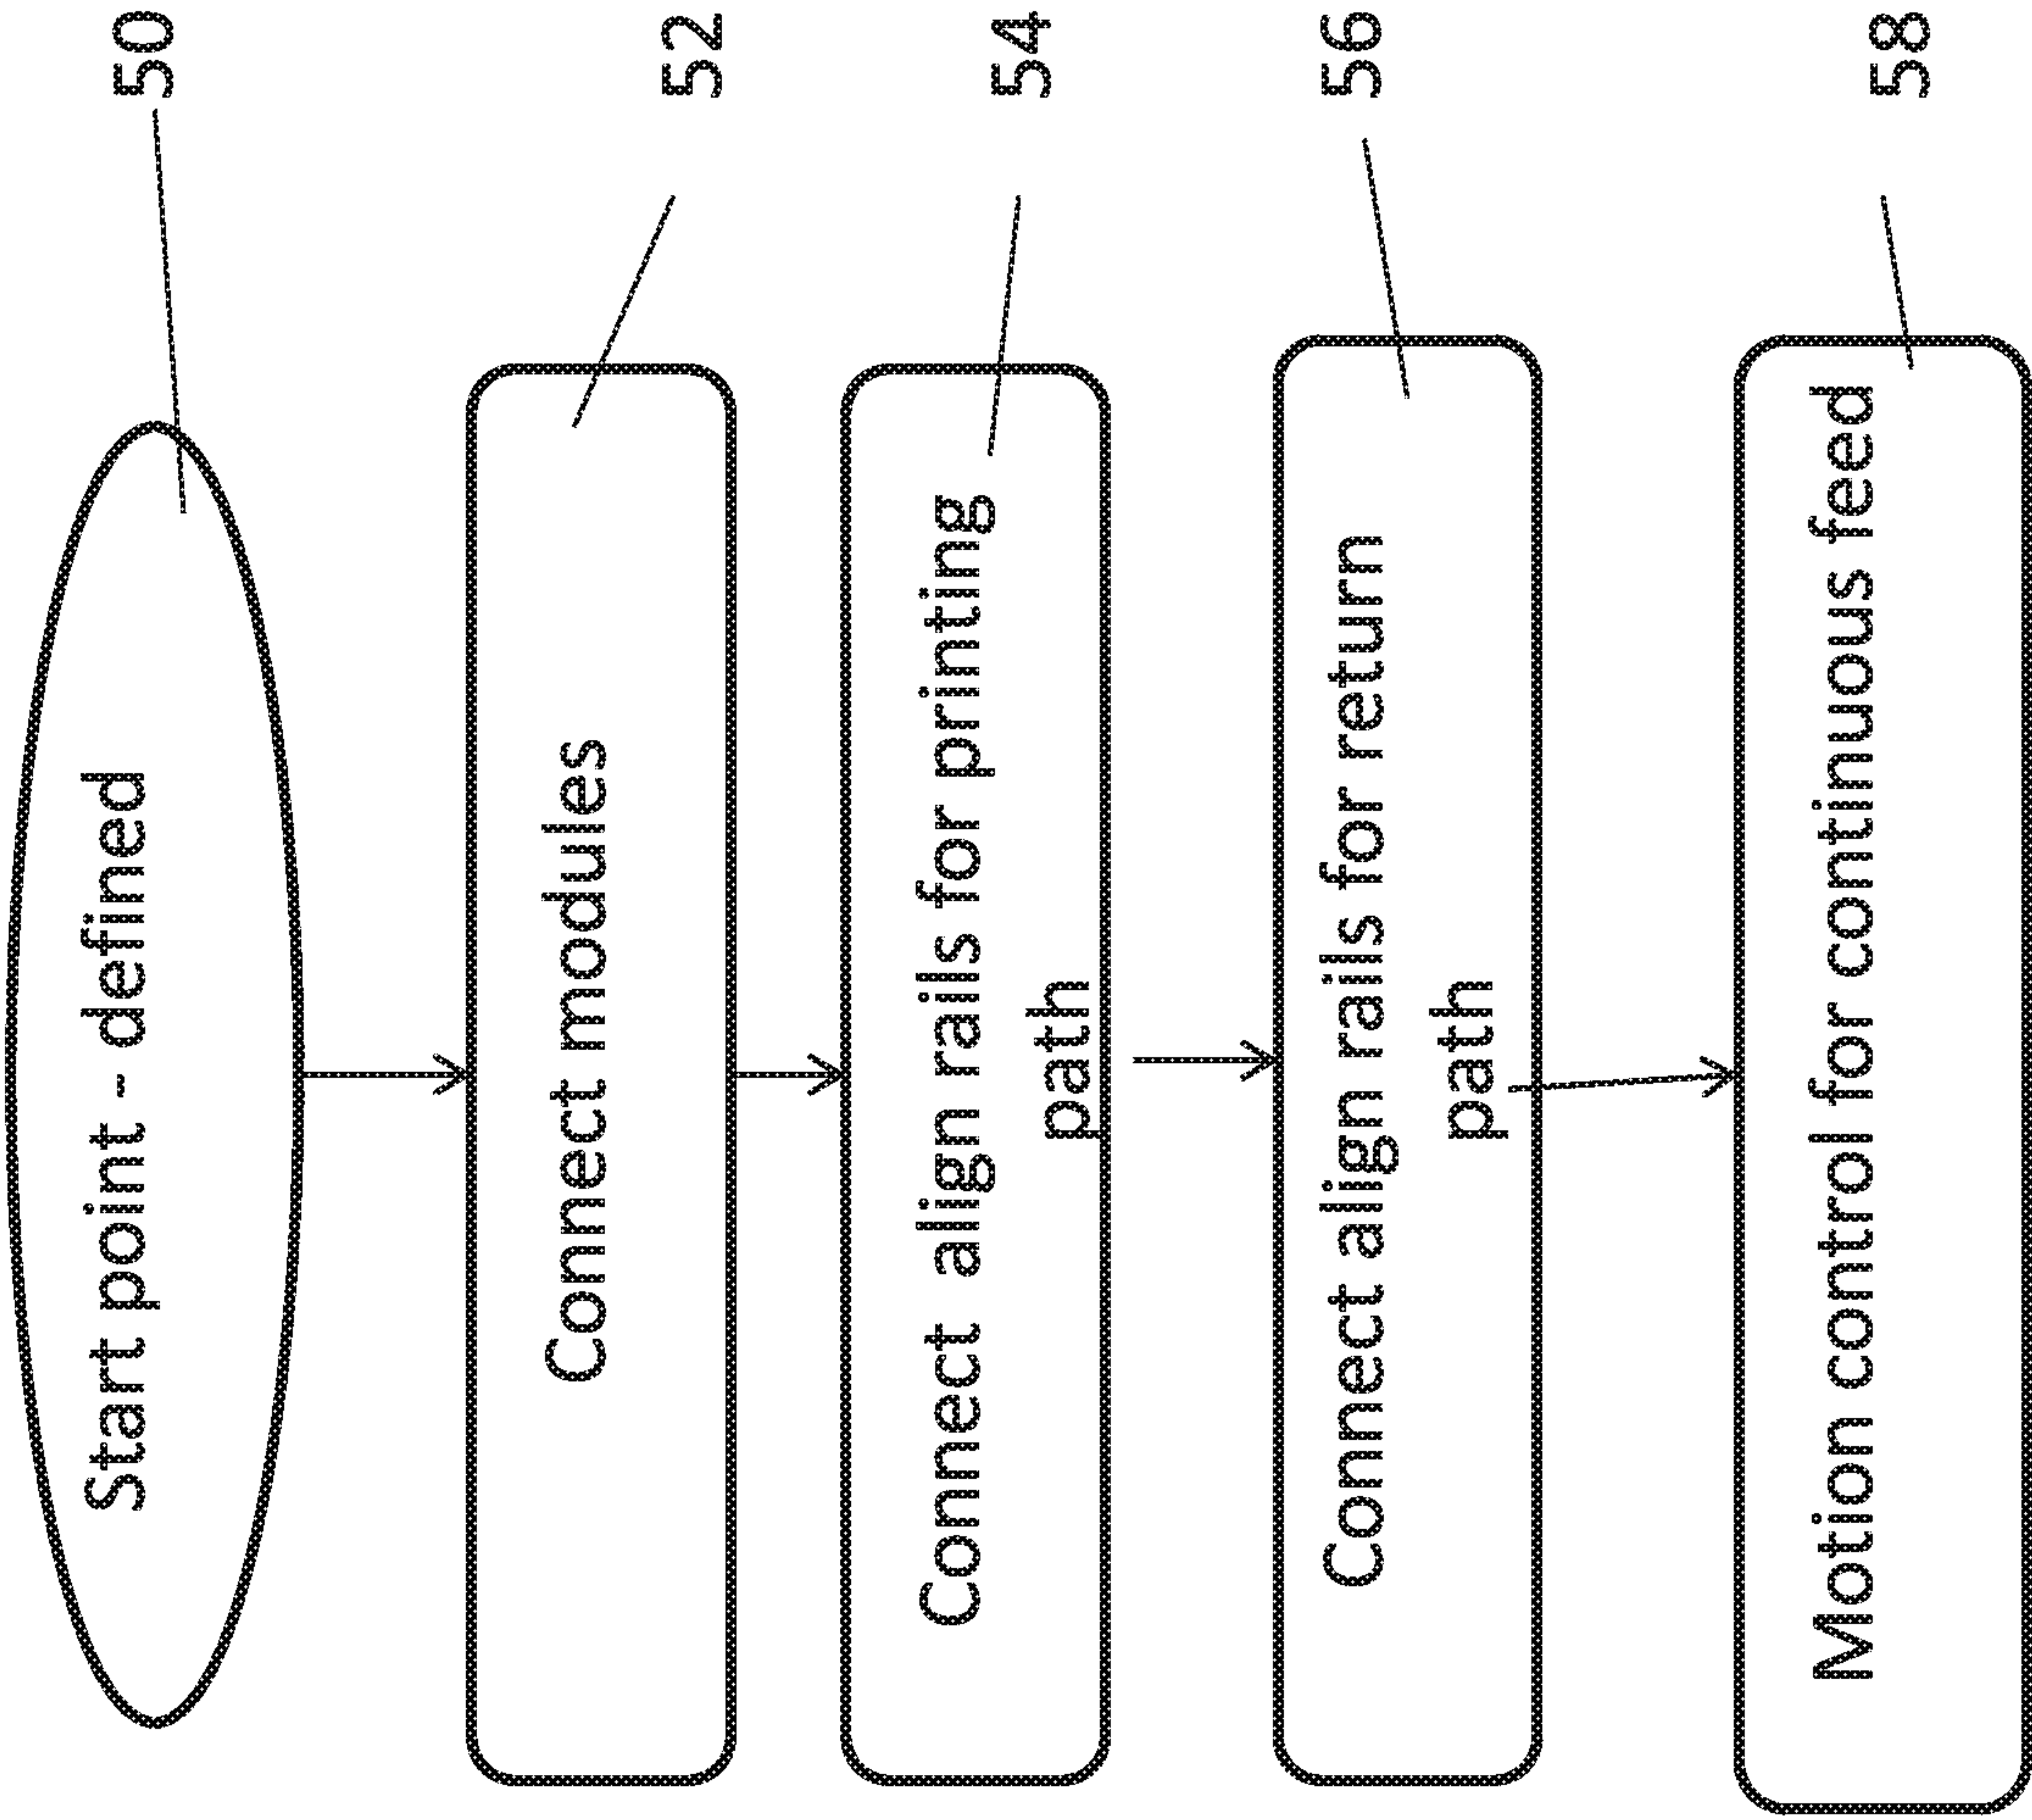 Start point - defined
50
Connect modules
52
Connect align rails for printing
path
54
Connect align rails for return
path
56
Motion control for continuous feed
58